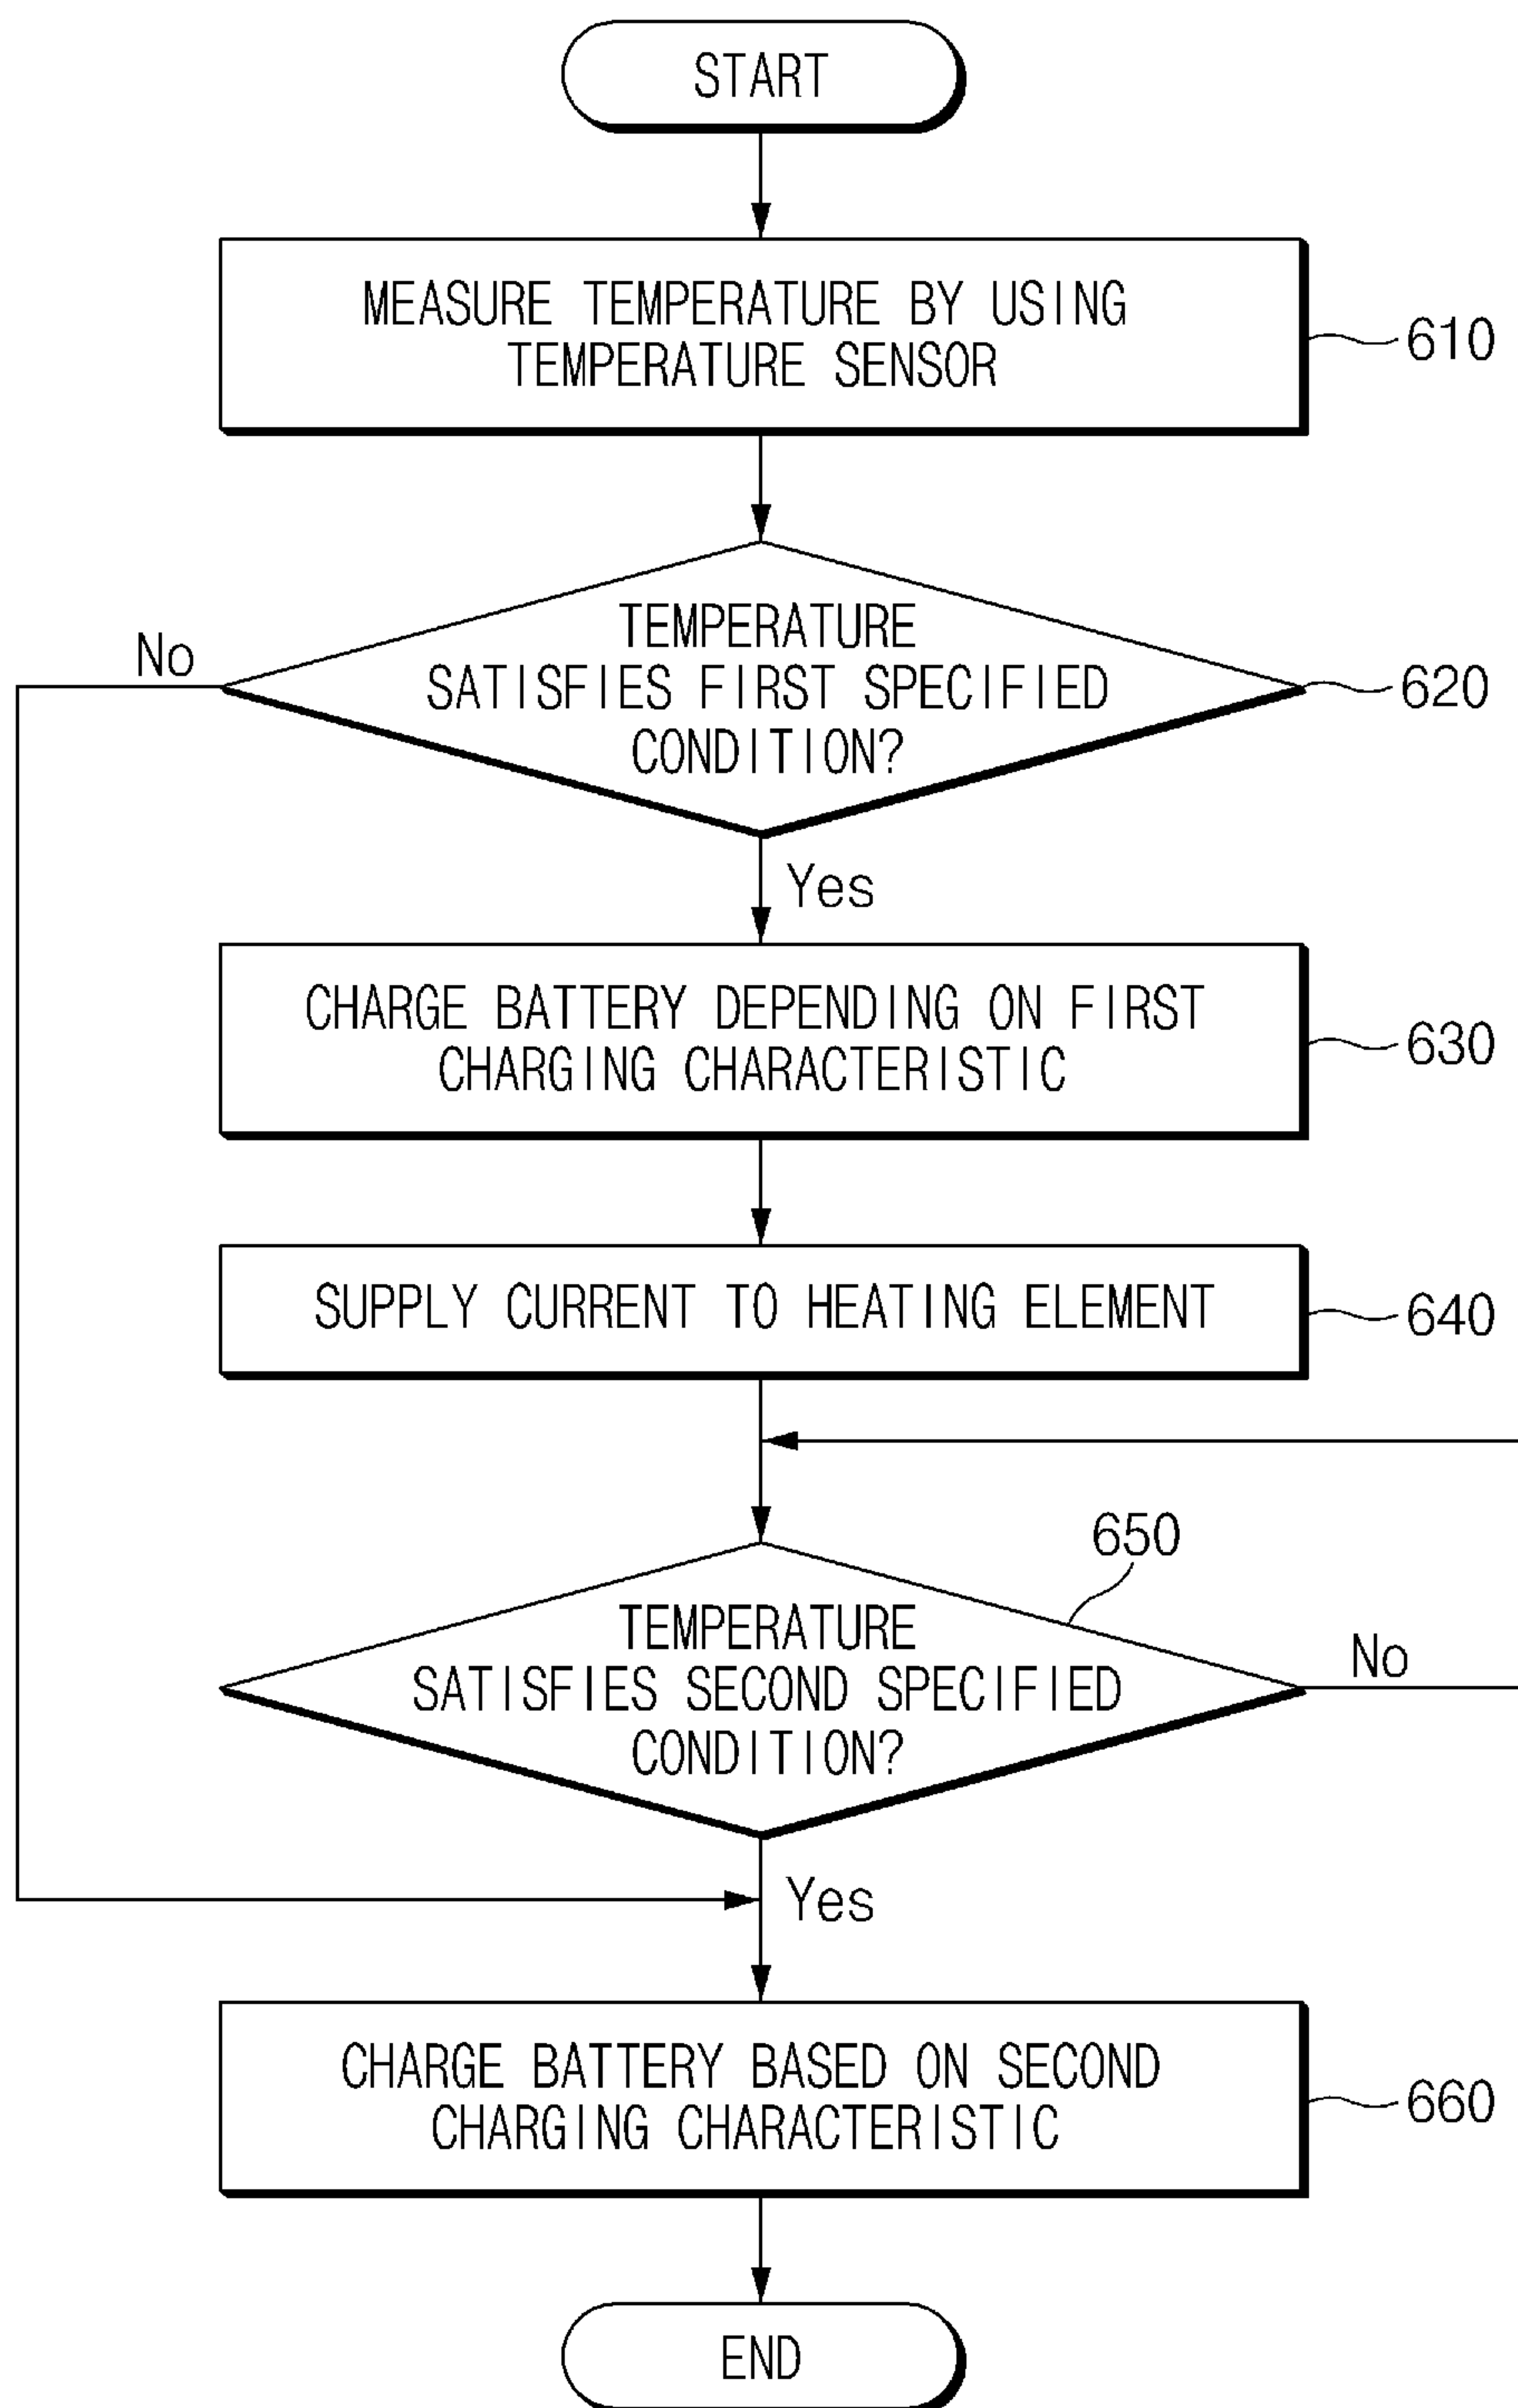 START
MEASURE TEMPERATURE BY USING
TEMPERATURE SENSOR
610
TEMPERATURE
SATISFIES FIRST SPECIFIED
CONDITION?
620
No
Yes
CHARGE BATTERY DEPENDING ON FIRST
CHARGING CHARACTERISTIC
630
SUPPLY CURRENT TO HEATING ELEMENT
640
650
TEMPERATURE
SATISFIES SECOND SPECIFIED
CONDITION?
No
Yes
CHARGE BATTERY BASED ON SECOND
CHARGING CHARACTERISTIC
660
END